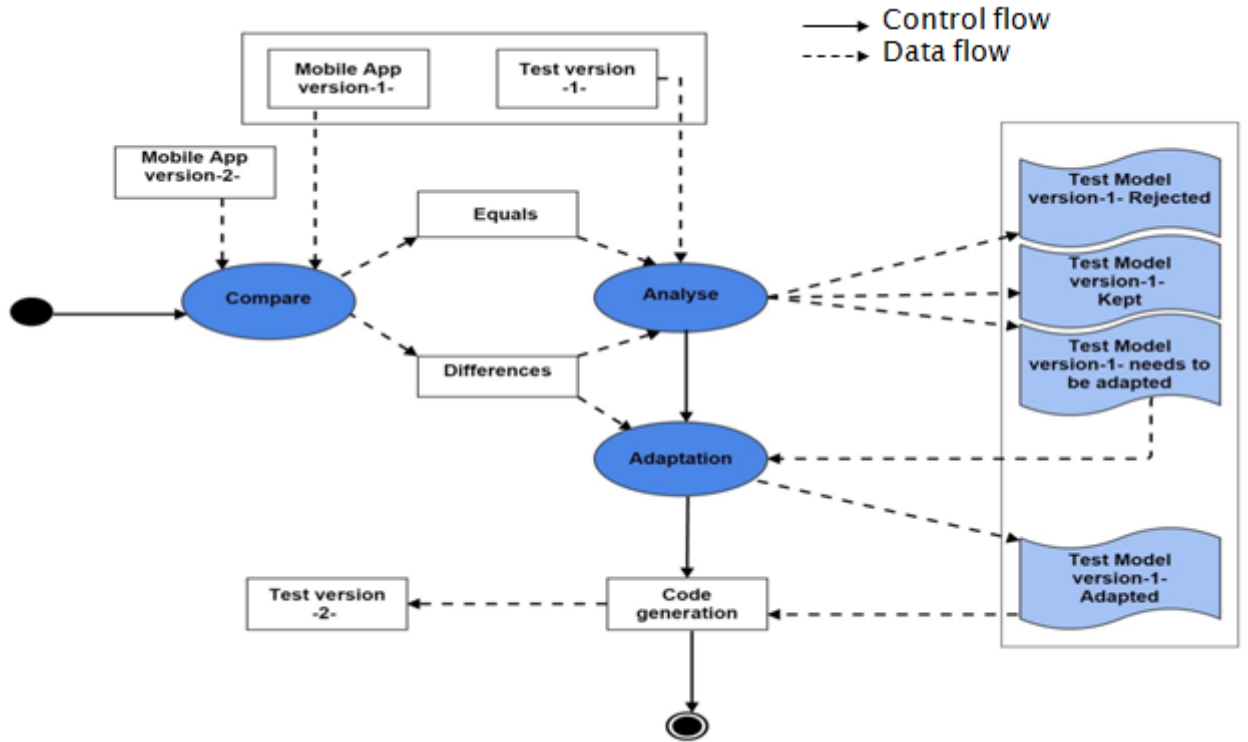 Control flow
Data flow
Mobile App
version-1-
Test version
-1-
Mobile App
version-2-
Equals
Compare
Analyse
Differences
Adaptation
Test Model
version-1- Rejected
Test Model
version-1-
Kept
Test Model
version-1- needs to
be adapted
Test version
-2-
Code
generation
Test Model
version-1-
Adapted